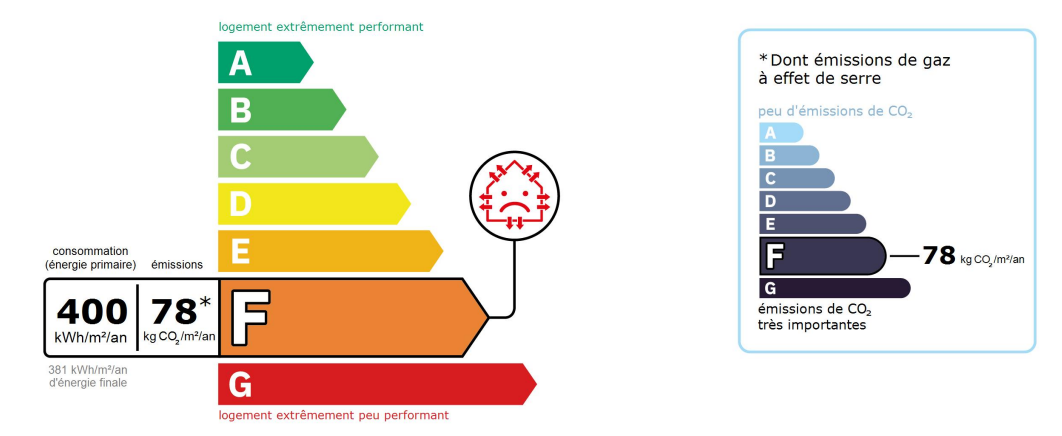 logement extrêmement performant
A
B
C
D
E
consommation
(énergie primaire)
émissions
400
kWh/m²/an
78*
kg CO₂/m²/an
F
381 kWh/m²/an
d'énergie finale
G
logement extrêmement peu performant
*Dont émissions de gaz
à effet de serre
peu d'émissions de CO₂
A
B
C
D
E
F
78 kg CO₂/m²/an
G
émissions de CO₂
très importantes